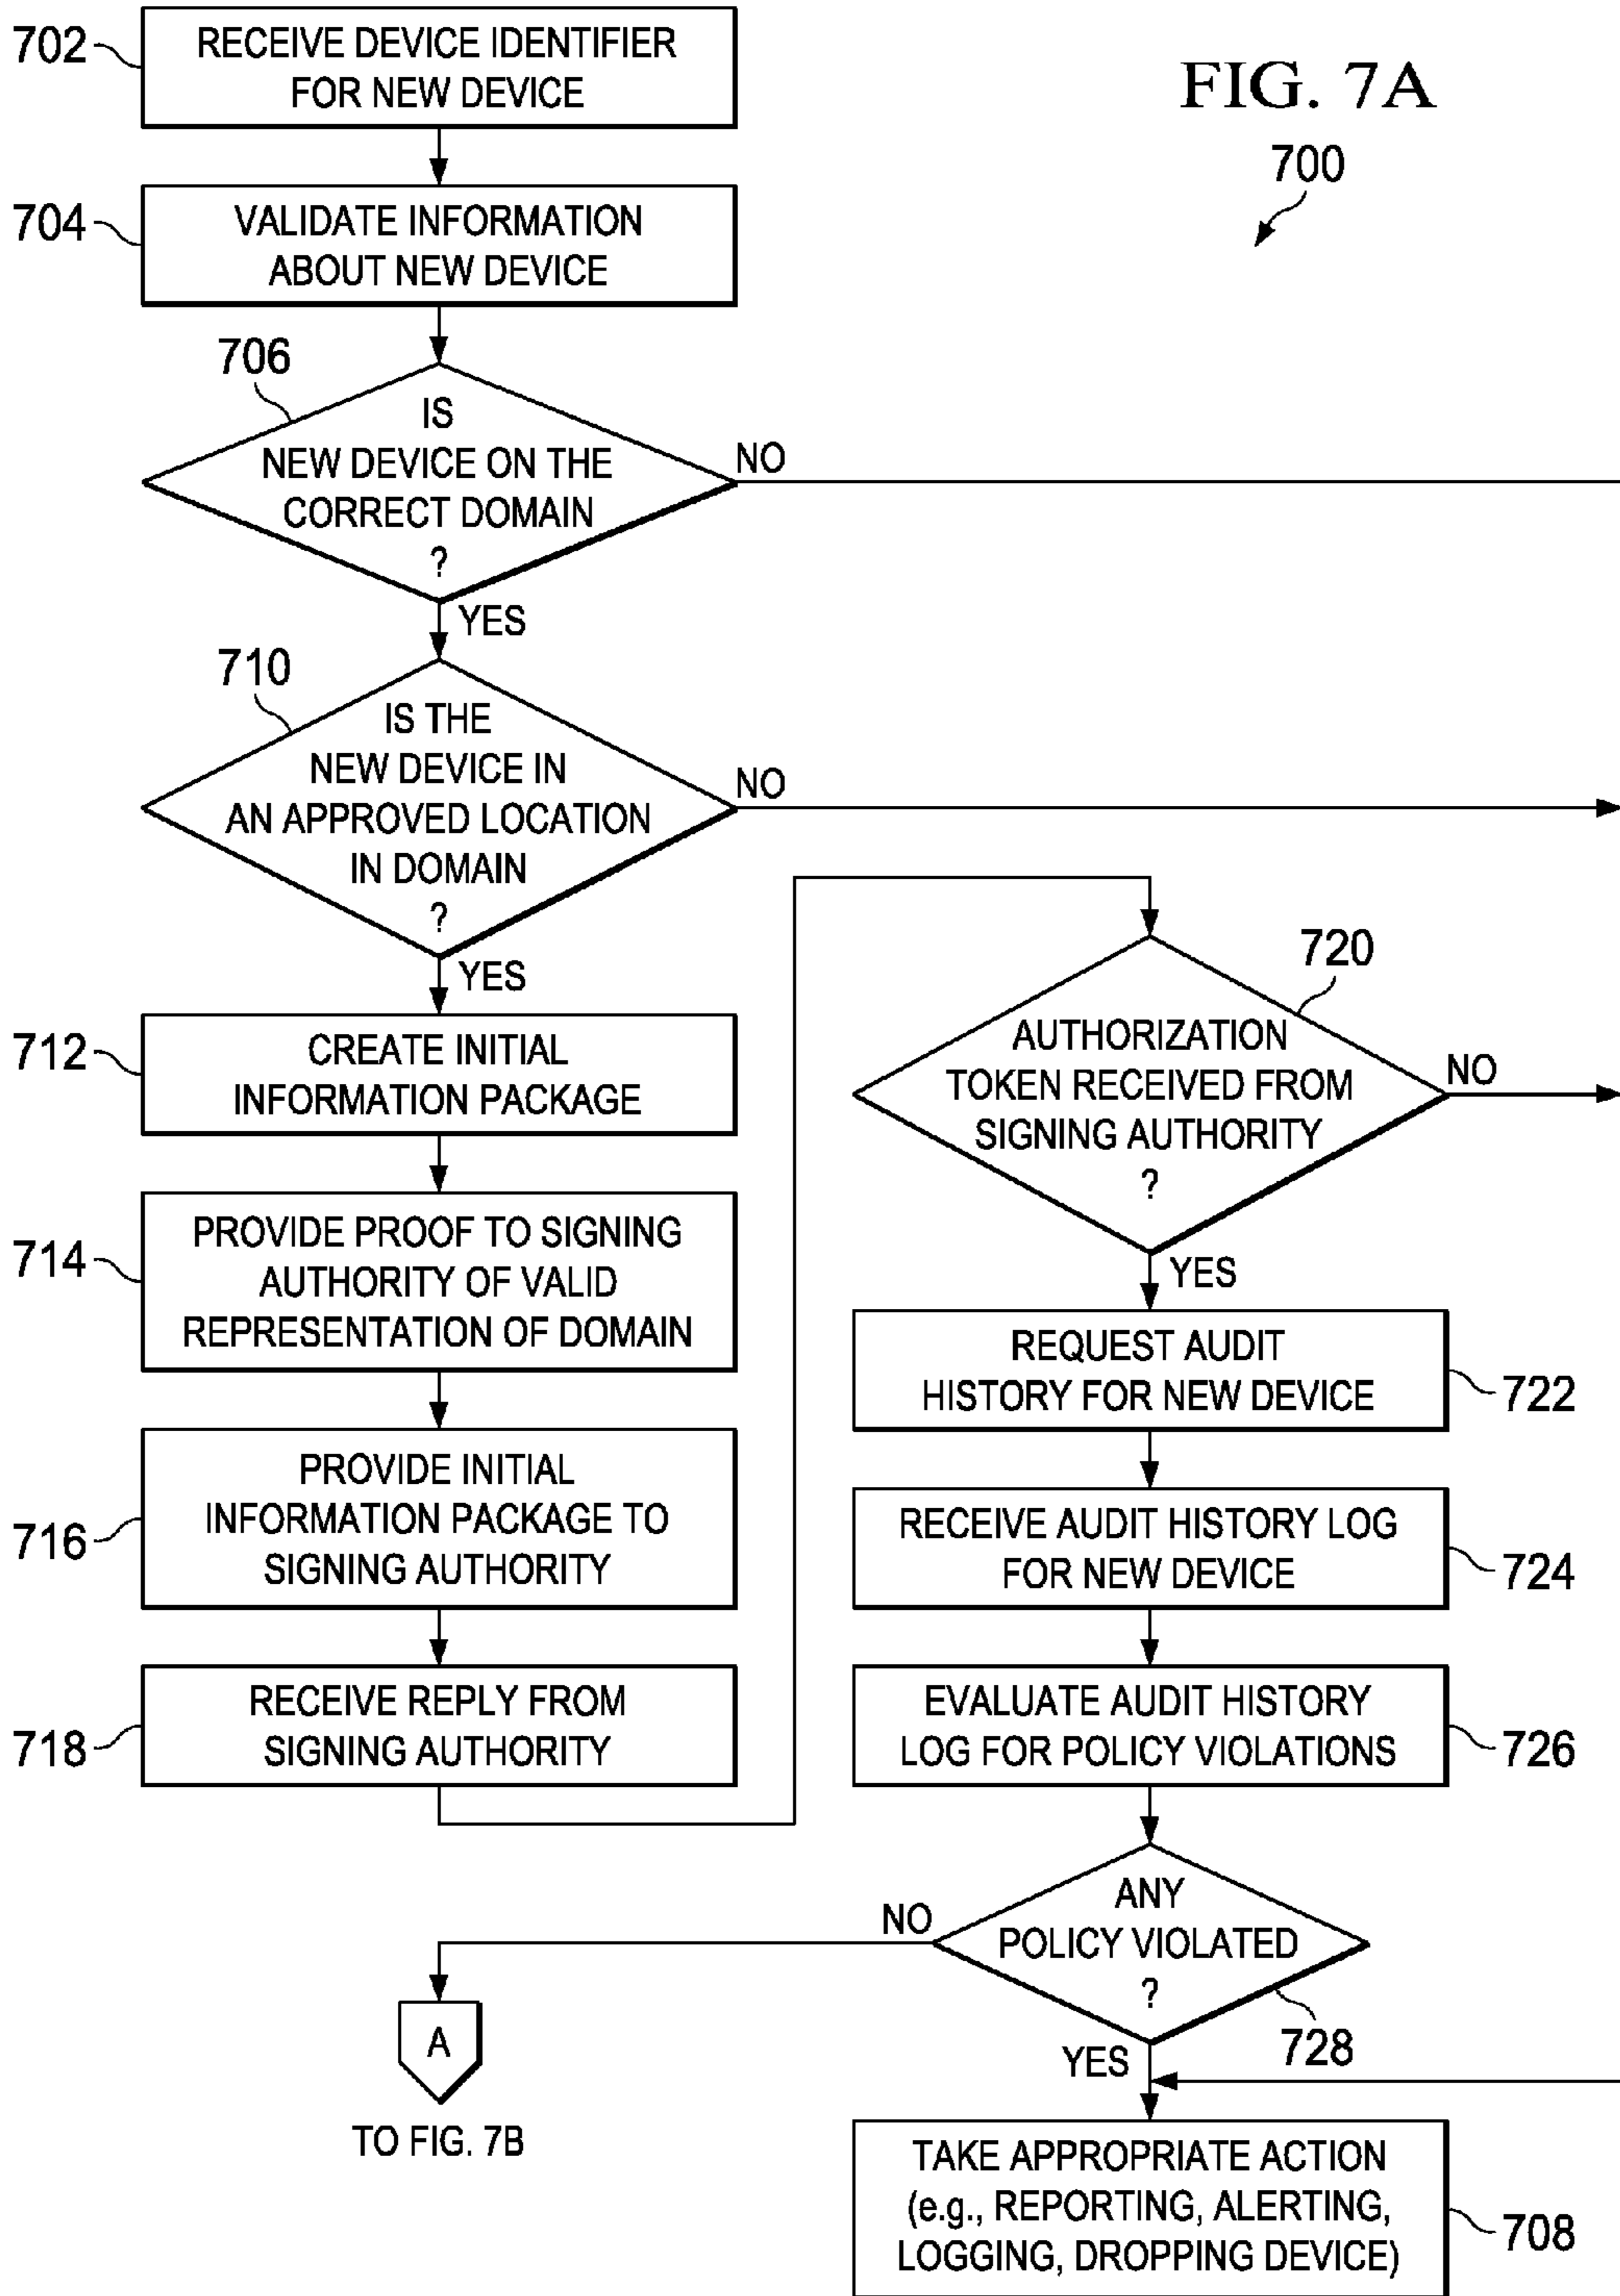 FIG. 7A
700
702
RECEIVE DEVICE IDENTIFIER
FOR NEW DEVICE
704
VALIDATE INFORMATION
ABOUT NEW DEVICE
706
IS
NEW DEVICE ON THE
CORRECT DOMAIN
?
NO
YES
710
IS THE
NEW DEVICE IN
AN APPROVED LOCATION
IN DOMAIN
?
NO
YES
712
CREATE INITIAL
INFORMATION PACKAGE
714
PROVIDE PROOF TO SIGNING
AUTHORITY OF VALID
REPRESENTATION OF DOMAIN
716
PROVIDE INITIAL
INFORMATION PACKAGE TO
SIGNING AUTHORITY
718
RECEIVE REPLY FROM
SIGNING AUTHORITY
720
AUTHORIZATION
TOKEN RECEIVED FROM
SIGNING AUTHORITY
?
NO
YES
REQUEST AUDIT
HISTORY FOR NEW DEVICE
722
RECEIVE AUDIT HISTORY LOG
FOR NEW DEVICE
724
EVALUATE AUDIT HISTORY
LOG FOR POLICY VIOLATIONS
726
ANY
POLICY VIOLATED
?
728
NO
A
TO FIG. 7B
YES
TAKE APPROPRIATE ACTION
(e.g., REPORTING, ALERTING,
LOGGING, DROPPING DEVICE)
708